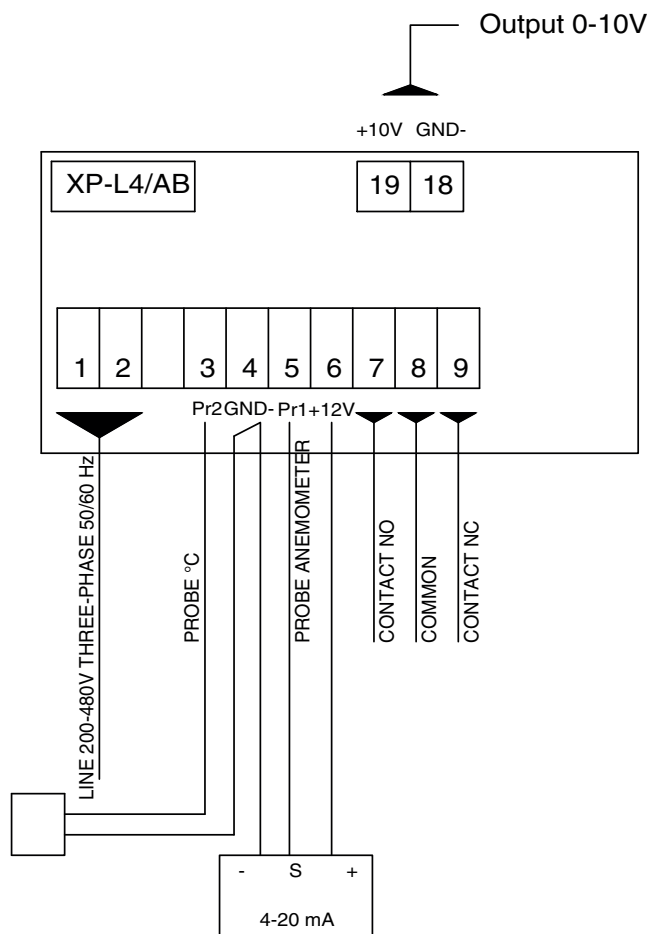 Output 0-10V
+10V GND-
XP-L4/AB
19 18
1 2 3 4 5 6 7 8 9
Pr2 GND- Pr1 +12V
LINE 200-480V THREE-PHASE 50/60 Hz
PROBE °C
PROBE ANEMOMETER
CONTACT NO
COMMON
CONTACT NC
- S +
4-20 mA